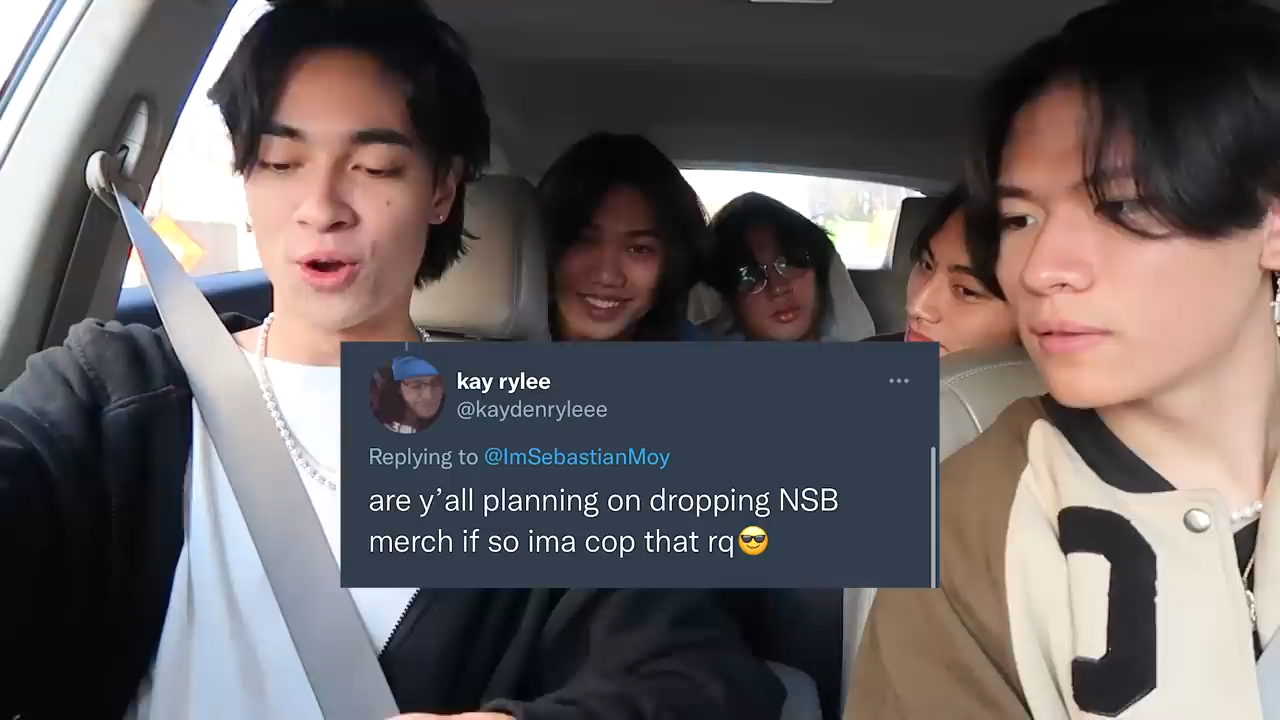 kay rylee
@kaydenryleee
Replying to @ImSebastianMoy
are y’all planning on dropping NSB
merch if so ima cop that rq😎